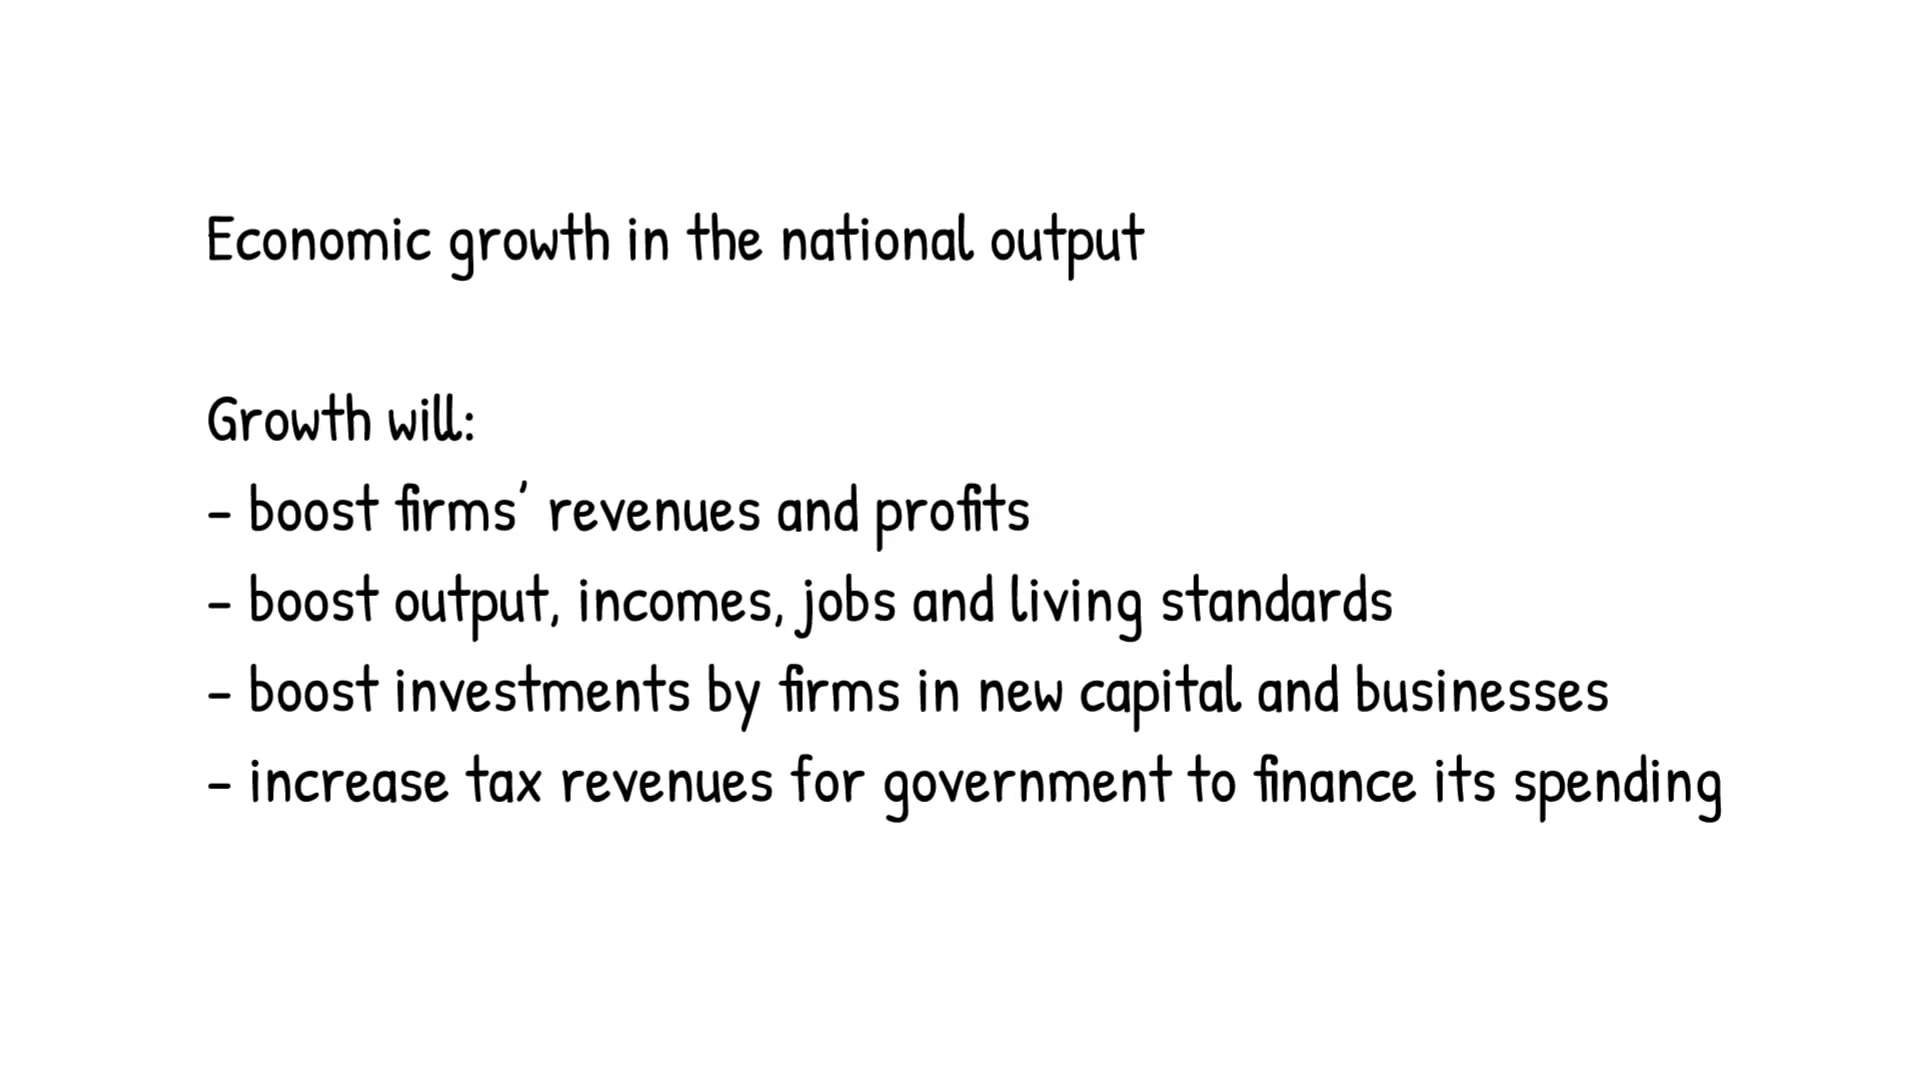 Economic growth in the national output
Growth will:
- boost firms' revenues and profits
- boost output, incomes, jobs and living standards
- boost investments by firms in new capital and businesses
- increase tax revenues for government to finance its spending